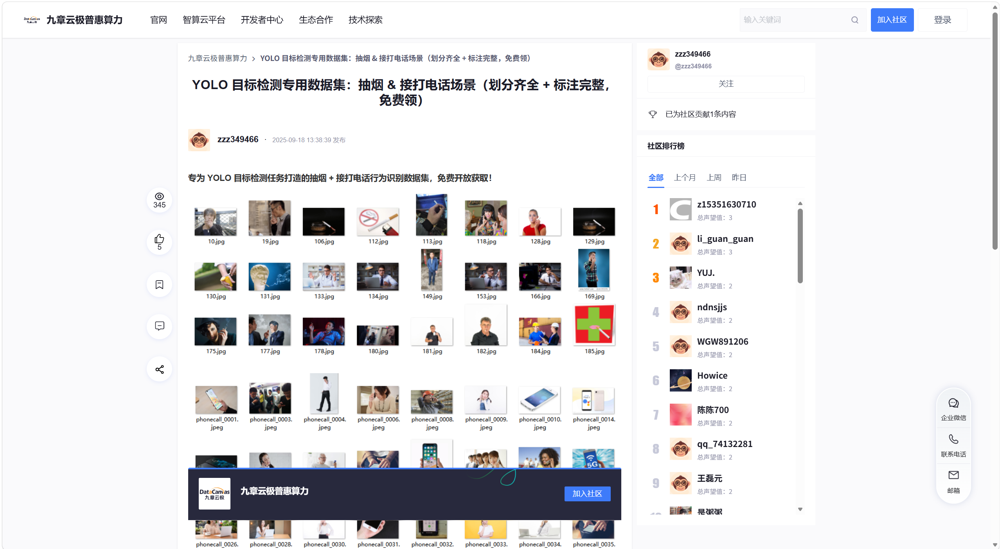 DataCanvas
九章云极
九章云极普惠算力
官网
智算云平台
开发者中心
生态合作
技术探索
输入关键词
加入社区
登录
九章云极普惠算力 > YOLO 目标检测专用数据集：抽烟 & 接打电话场景（划分齐全 + 标注完整，免费领）
YOLO 目标检测专用数据集：抽烟 & 接打电话场景（划分齐全 + 标注完整，
免费领）
zzz349466 · 2025-09-18 13:38:39 发布
专为 YOLO 目标检测任务打造的抽烟 + 接打电话行为识别数据集，免费开放获取！
345
5
10.jpg
19.jpg
106.jpg
112.jpg
113.jpg
118.jpg
128.jpg
129.jpg
130.jpg
131.jpg
133.jpg
134.jpg
149.jpg
153.jpg
166.jpg
169.jpg
175.jpg
177.jpg
178.jpg
180.jpg
181.jpg
182.jpg
184.jpg
185.jpg
phonecall_0001.
jpeg
phonecall_0003.
jpeg
phonecall_0004.
jpeg
phonecall_0006.
jpeg
phonecall_0008.
jpeg
phonecall_0009.
jpeg
phonecall_0010.
jpeg
phonecall_0014.
jpeg
5G
DataCanvas
九章云极
九章云极普惠算力
加入社区
phonecall_0026.
phonecall_0028.
phonecall_0030.
phonecall_0031.
phonecall_0032.
phonecall_0033.
phonecall_0034.
phonecall_0035.
zzz349466
@zzz349466
关注
已为社区贡献1条内容
社区排行榜
全部
上个月
上周
昨日
1
z15351630710
总声望值：3
2
li_guan_guan
总声望值：3
3
YUJ.
总声望值：2
4
ndnsjjs
总声望值：2
5
WGW891206
总声望值：2
6
Howice
总声望值：2
7
陈陈700
总声望值：2
8
qq_74132281
总声望值：2
9
王磊元
总声望值：2
是粥粥
企业微信
联系电话
邮箱